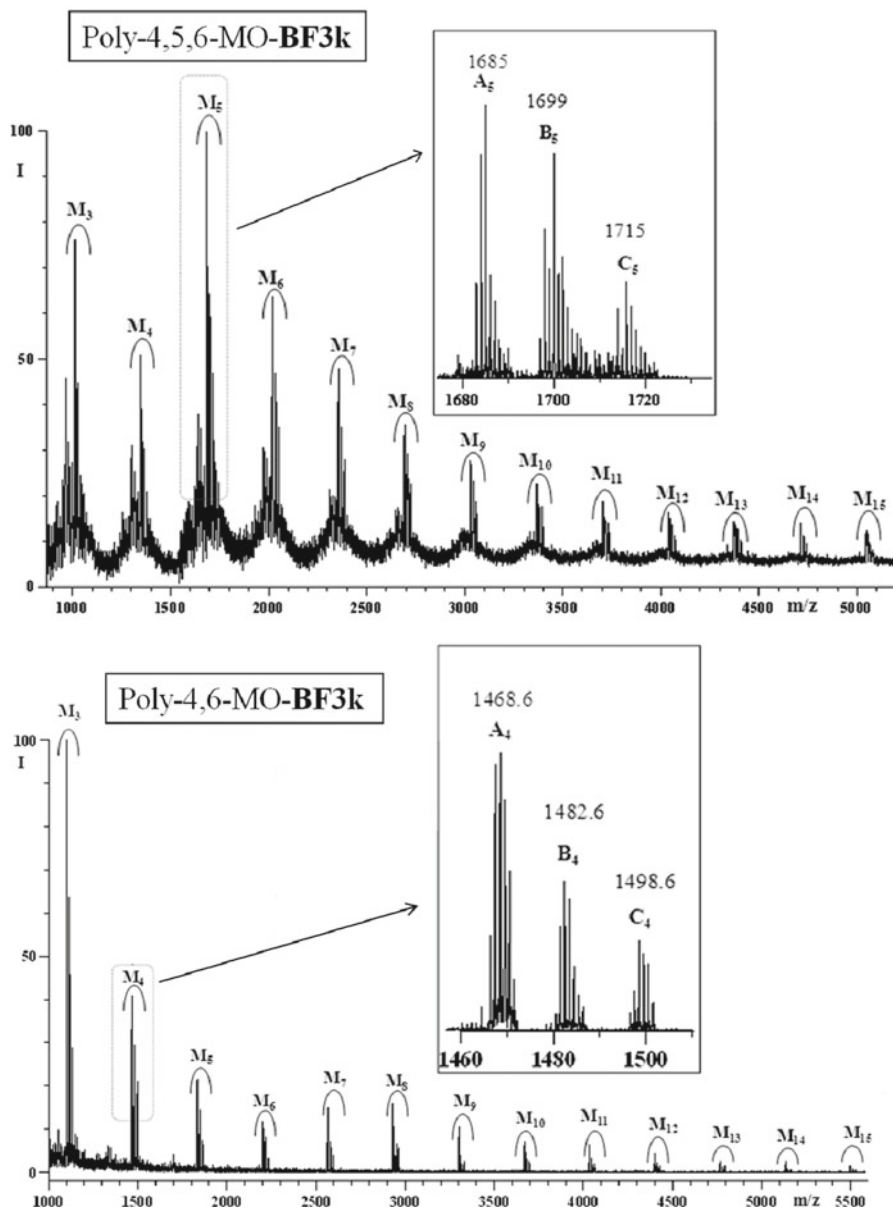 Poly-4,5,6-MO-BF3k
100
I
50
0
M3
M4
M5
M6
M7
M8
M9
M10
M11
M12
M13
M14
M15
1000 1500 2000 2500 3000 3500 4000 4500 m/z 5000
1685
A5
1699
B5
1715
C5
1680 1700 1720
Poly-4,6-MO-BF3k
100
I
50
0
M3
M4
M5
M6
M7
M8
M9
M10
M11
M12
M13
M14
M15
1000 1500 2000 2500 3000 3500 4000 4500 m/z 5000 5500
1468.6
A4
1482.6
B4
1498.6
C4
1460 1480 1500